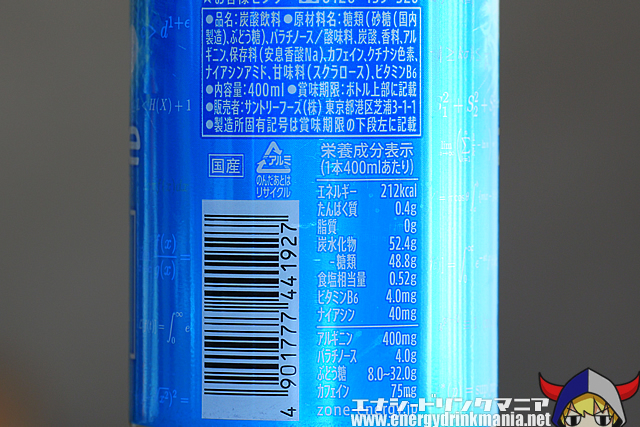 ●品名:炭酸飲料●原材料名:糖類(砂糖(国内
製造)、ぶどう糖)、パラチノース/酸味料、炭酸、香料、アル
ギニン、保存料(安息香酸Na)、カフェイン、クチナシ色素、
ナイアシンアミド、甘味料(スクラロース)、ビタミンB6
●内容量:400ml●賞味期限:ボトル上部に記載
●販売者:サントリーフーズ(株) 東京都港区芝浦3-1-1
●製造所固有記号は賞味期限の下段左に記載
国産
アルミ
のんだあとは
リサイクル
栄養成分表示
(1本400mlあたり)
エネルギー 212kcal
たんぱく質 0.4g
脂質 0g
炭水化物 52.4g
-糖類 48.8g
食塩相当量 0.52g
ビタミンB6 4.0mg
ナイアシン 40mg
アルギニン 400mg
パラチノース 4.0g
ぶどう糖 8.0~32.0g
カフェイン 75mg
4 901777 441927
d¹⁺ᵋ
H(X)+1
エナジードリンクマニア
www.energydrinkmania.net